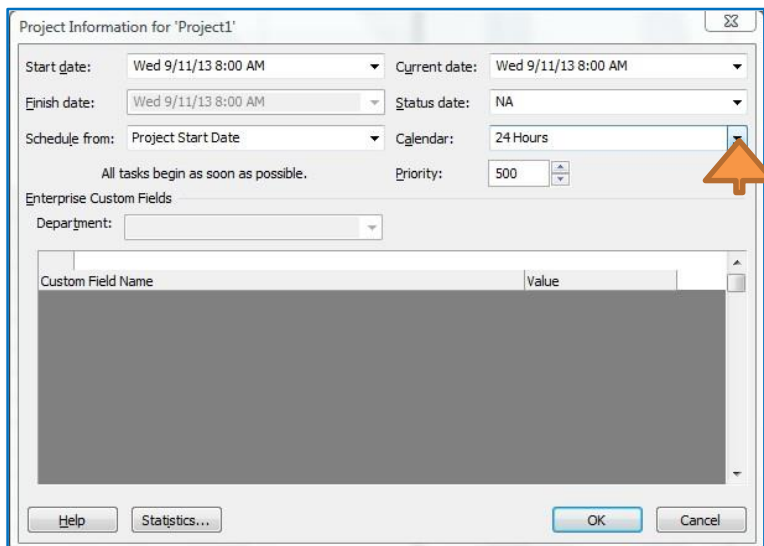 Project Information for 'Project1'
Start date: Wed 9/11/13 8:00 AM Current date: Wed 9/11/13 8:00 AM
Finish date: Wed 9/11/13 8:00 AM Status date: NA
Schedule from: Project Start Date Calendar: 24 Hours
All tasks begin as soon as possible. Priority: 500
Enterprise Custom Fields
Department:
Custom Field Name Value
Help Statistics... OK Cancel